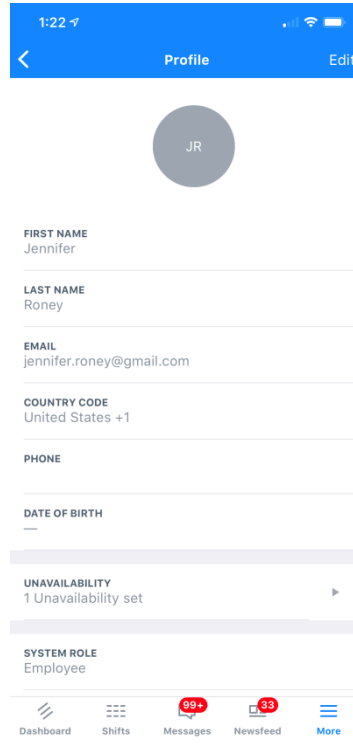 1:22
Profile
Edit
JR
FIRST NAME
Jennifer
LAST NAME
Roney
EMAIL
jennifer.roney@gmail.com
COUNTRY CODE
United States +1
PHONE
DATE OF BIRTH
—
UNAVAILABILITY
1 Unavailability set
SYSTEM ROLE
Employee
99+
33
Dashboard
Shifts
Messages
Newsfeed
More